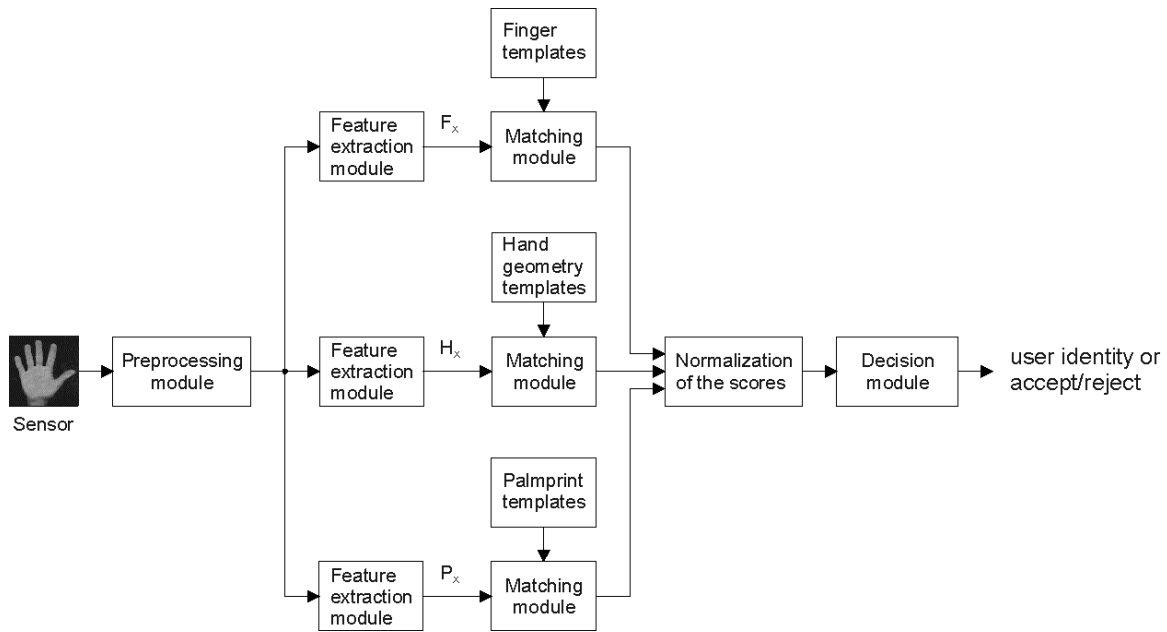 Finger
templates
Feature
extraction
module
Fx
Matching
module
Hand
geometry
templates
Sensor
Preprocessing
module
Feature
extraction
module
Hx
Matching
module
Normalization
of the scores
Decision
module
user identity or
accept/reject
Palmprint
templates
Feature
extraction
module
Px
Matching
module